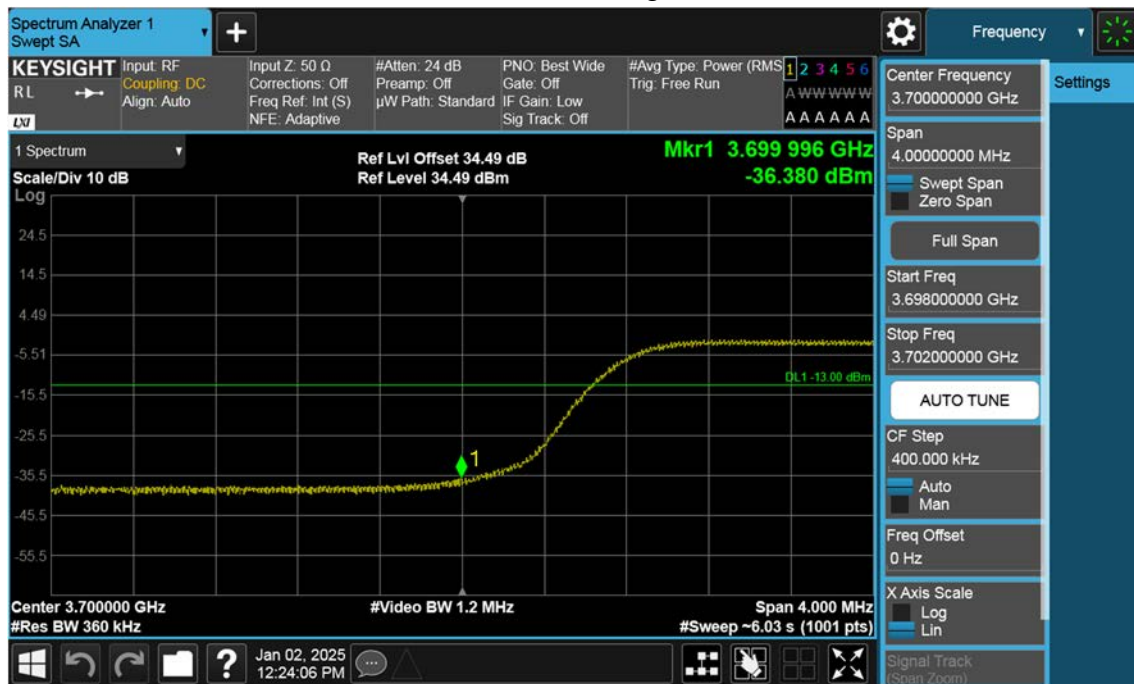 Spectrum Analyzer 1
Swept SA
+
Frequency
KEYSIGHT
RL
LXI
Input: RF
Coupling: DC
Align: Auto
Input Z: 50 Ω
Corrections: Off
Freq Ref: Int (S)
NFE: Adaptive
#Atten: 24 dB
Preamp: Off
µW Path: Standard
PNO: Best Wide
Gate: Off
IF Gain: Low
Sig Track: Off
#Avg Type: Power (RMS
Trig: Free Run
1 2 3 4 5 6
A W W W W W
A A A A A A
1 Spectrum
Scale/Div 10 dB
Ref Lvl Offset 34.49 dB
Ref Level 34.49 dBm
Mkr1 3.699 996 GHz
-36.380 dBm
Log
24.5
14.5
4.49
-5.51
-15.5
-25.5
-35.5
-45.5
-55.5
DL1 -13.00 dBm
1
Center 3.700000 GHz
#Res BW 360 kHz
#Video BW 1.2 MHz
Span 4.000 MHz
#Sweep ~6.03 s (1001 pts)
Center Frequency
3.700000000 GHz
Span
4.00000000 MHz
Swept Span
Zero Span
Full Span
Start Freq
3.698000000 GHz
Stop Freq
3.702000000 GHz
AUTO TUNE
CF Step
400.000 kHz
Auto
Man
Freq Offset
0 Hz
X Axis Scale
Log
Lin
Signal Track
(Span Zoom)
Settings
?
Jan 02, 2025
12:24:06 PM